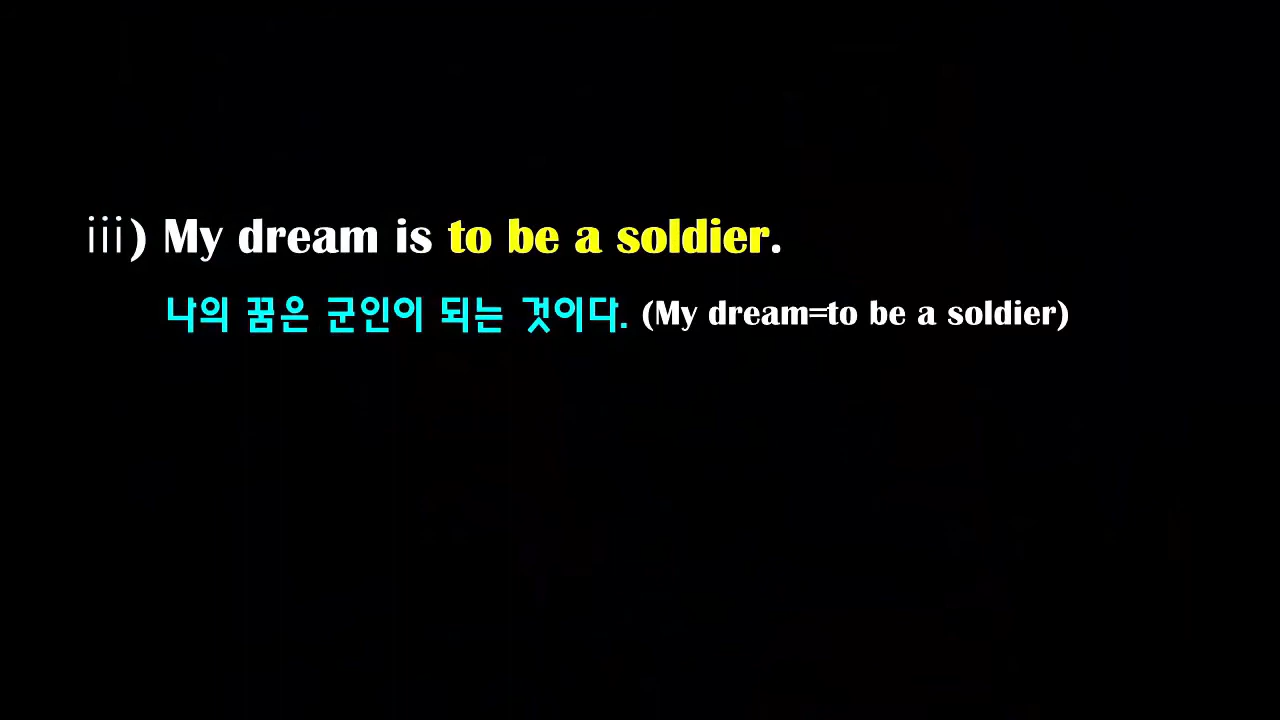 iii) My dream is to be a soldier.
나의 꿈은 군인이 되는 것이다. (My dream=to be a soldier)